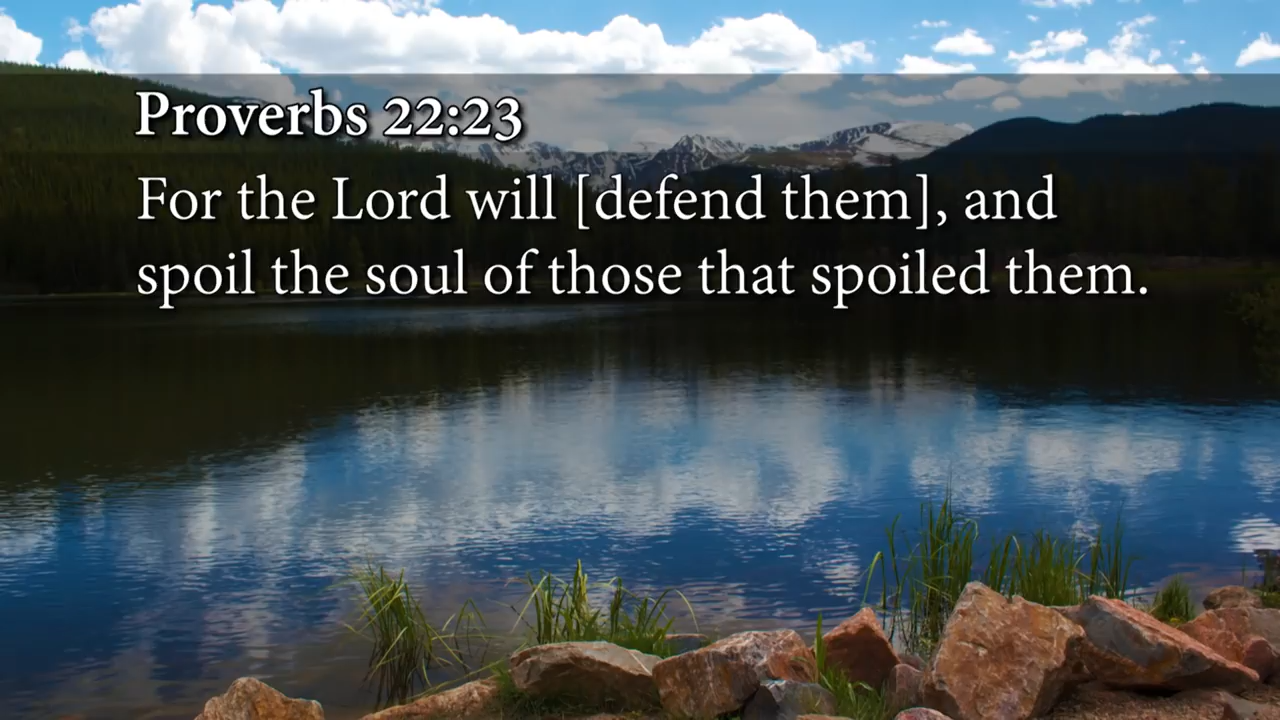 Proverbs 22:23
For the Lord will [defend them], and
spoil the soul of those that spoiled them.